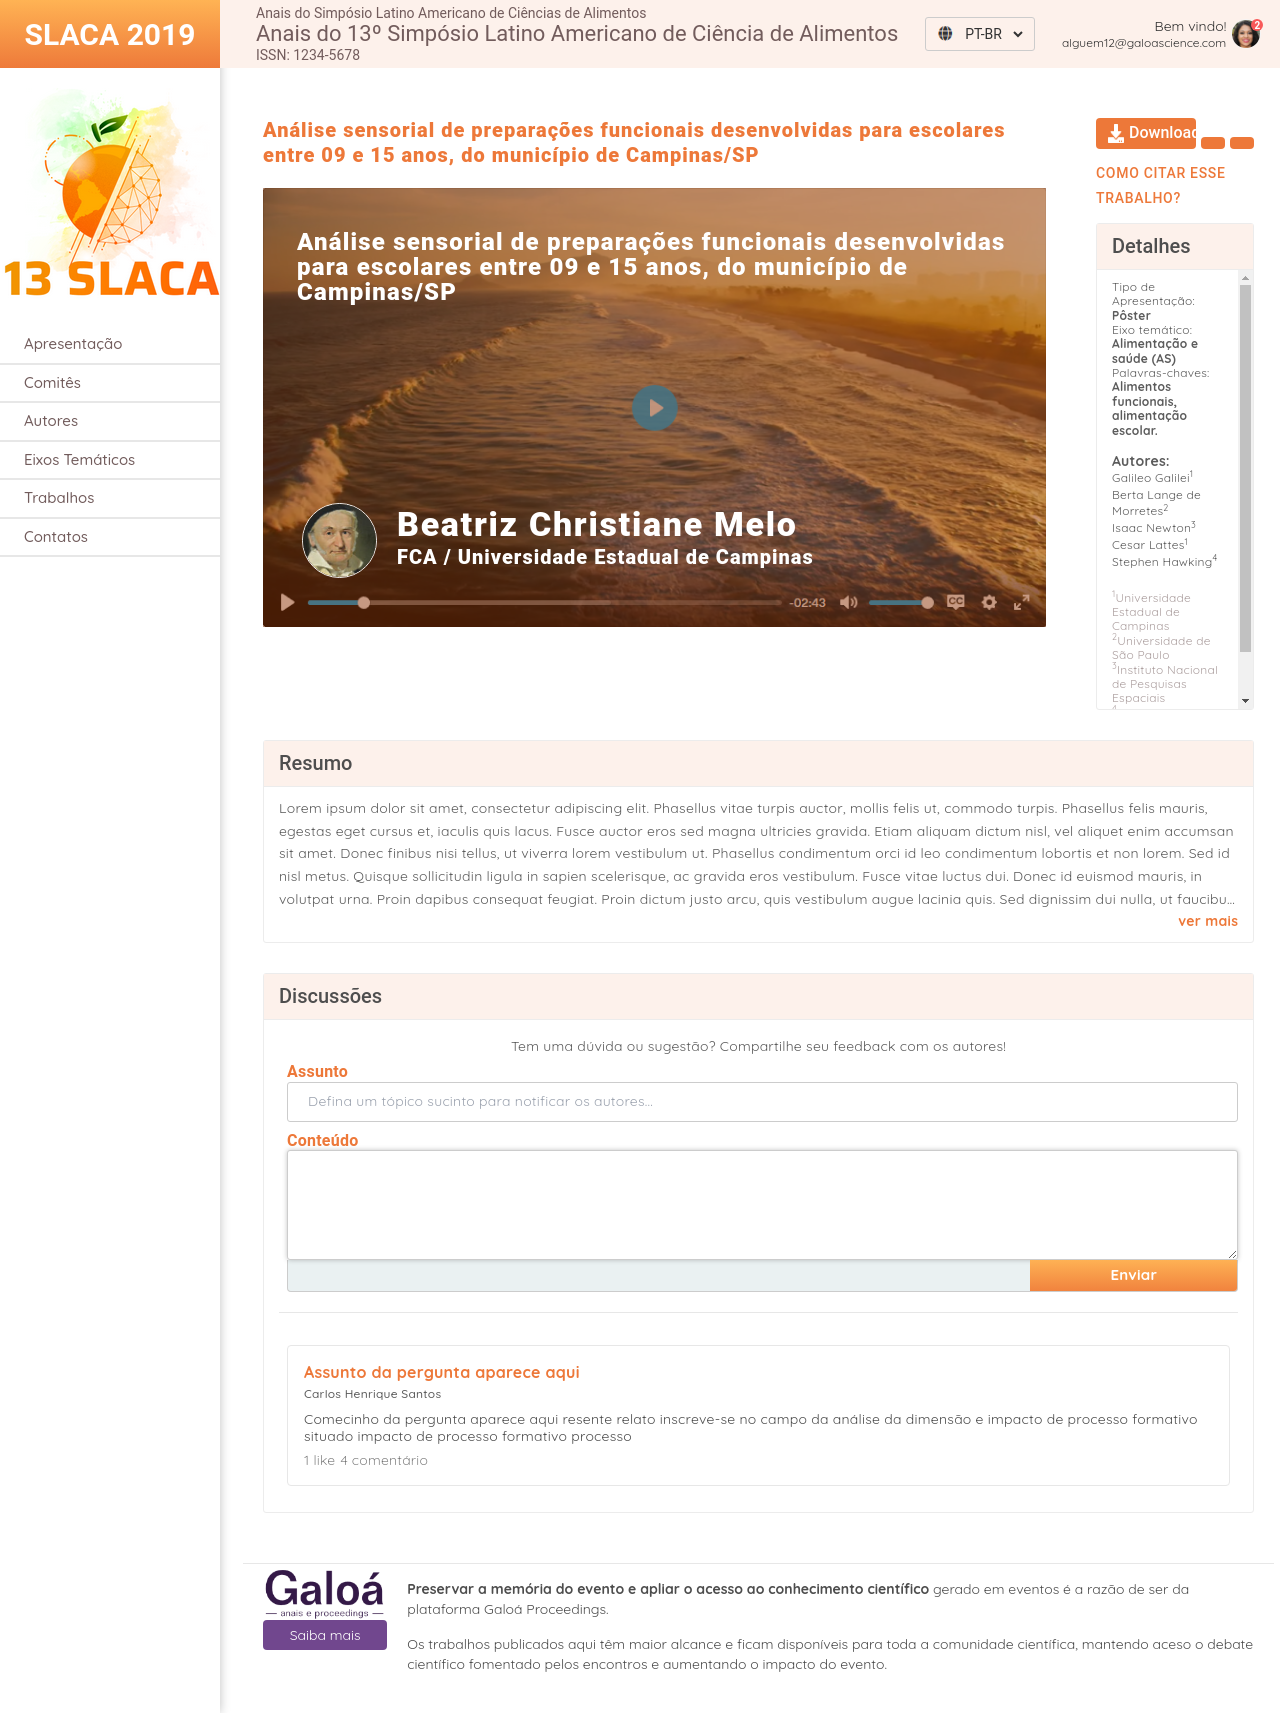 SLACA 2019
Anais do Simpósio Latino Americano de Ciências de Alimentos
Anais do 13º Simpósio Latino Americano de Ciência de Alimentos
ISSN: 1234-5678
PT-BR
Bem vindo!
alguem12@galoascience.com
2
13 SLACA
Apresentação
Comitês
Autores
Eixos Temáticos
Trabalhos
Contatos
Análise sensorial de preparações funcionais desenvolvidas para escolares
entre 09 e 15 anos, do município de Campinas/SP
Análise sensorial de preparações funcionais desenvolvidas
para escolares entre 09 e 15 anos, do município de
Campinas/SP
Beatriz Christiane Melo
FCA / Universidade Estadual de Campinas
-02:43
CC
Download
COMO CITAR ESSE
TRABALHO?
Detalhes
Tipo de
Apresentação:
Pôster
Eixo temático:
Alimentação e
saúde (AS)
Palavras-chaves:
Alimentos
funcionais,
alimentação
escolar.
Autores:
Galileo Galilei1
Berta Lange de
Morretes2
Isaac Newton3
Cesar Lattes1
Stephen Hawking4
1Universidade
Estadual de
Campinas
2Universidade de
São Paulo
3Instituto Nacional
de Pesquisas
Espaciais
Resumo
Lorem ipsum dolor sit amet, consectetur adipiscing elit. Phasellus vitae turpis auctor, mollis felis ut, commodo turpis. Phasellus felis mauris,
egestas eget cursus et, iaculis quis lacus. Fusce auctor eros sed magna ultricies gravida. Etiam aliquam dictum nisl, vel aliquet enim accumsan
sit amet. Donec finibus nisi tellus, ut viverra lorem vestibulum ut. Phasellus condimentum orci id leo condimentum lobortis et non lorem. Sed id
nisl metus. Quisque sollicitudin ligula in sapien scelerisque, ac gravida eros vestibulum. Fusce vitae luctus dui. Donec id euismod mauris, in
volutpat urna. Proin dapibus consequat feugiat. Proin dictum justo arcu, quis vestibulum augue lacinia quis. Sed dignissim dui nulla, ut faucibu...
ver mais
Discussões
Tem uma dúvida ou sugestão? Compartilhe seu feedback com os autores!
Assunto
Defina um tópico sucinto para notificar os autores...
Conteúdo
Enviar
Assunto da pergunta aparece aqui
Carlos Henrique Santos
Comecinho da pergunta aparece aqui resente relato inscreve-se no campo da análise da dimensão e impacto de processo formativo
situado impacto de processo formativo processo
1 like 4 comentário
Galoá
anais e proceedings
Saiba mais
Preservar a memória do evento e apliar o acesso ao conhecimento científico gerado em eventos é a razão de ser da
plataforma Galoá Proceedings.
Os trabalhos publicados aqui têm maior alcance e ficam disponíveis para toda a comunidade científica, mantendo aceso o debate
científico fomentado pelos encontros e aumentando o impacto do evento.